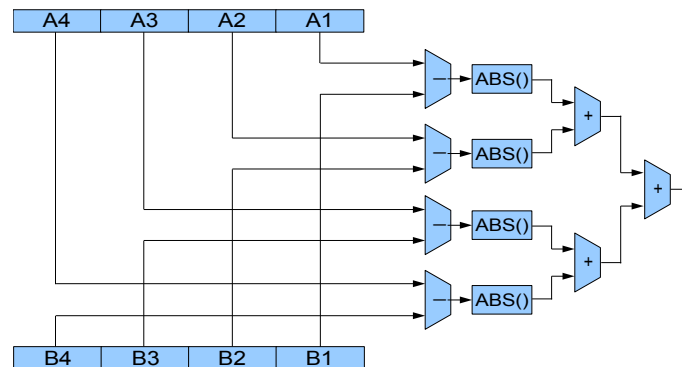 A4 A3 A2 A1
— ABS()
+
— ABS()
+
— ABS()
+
— ABS()
B4 B3 B2 B1